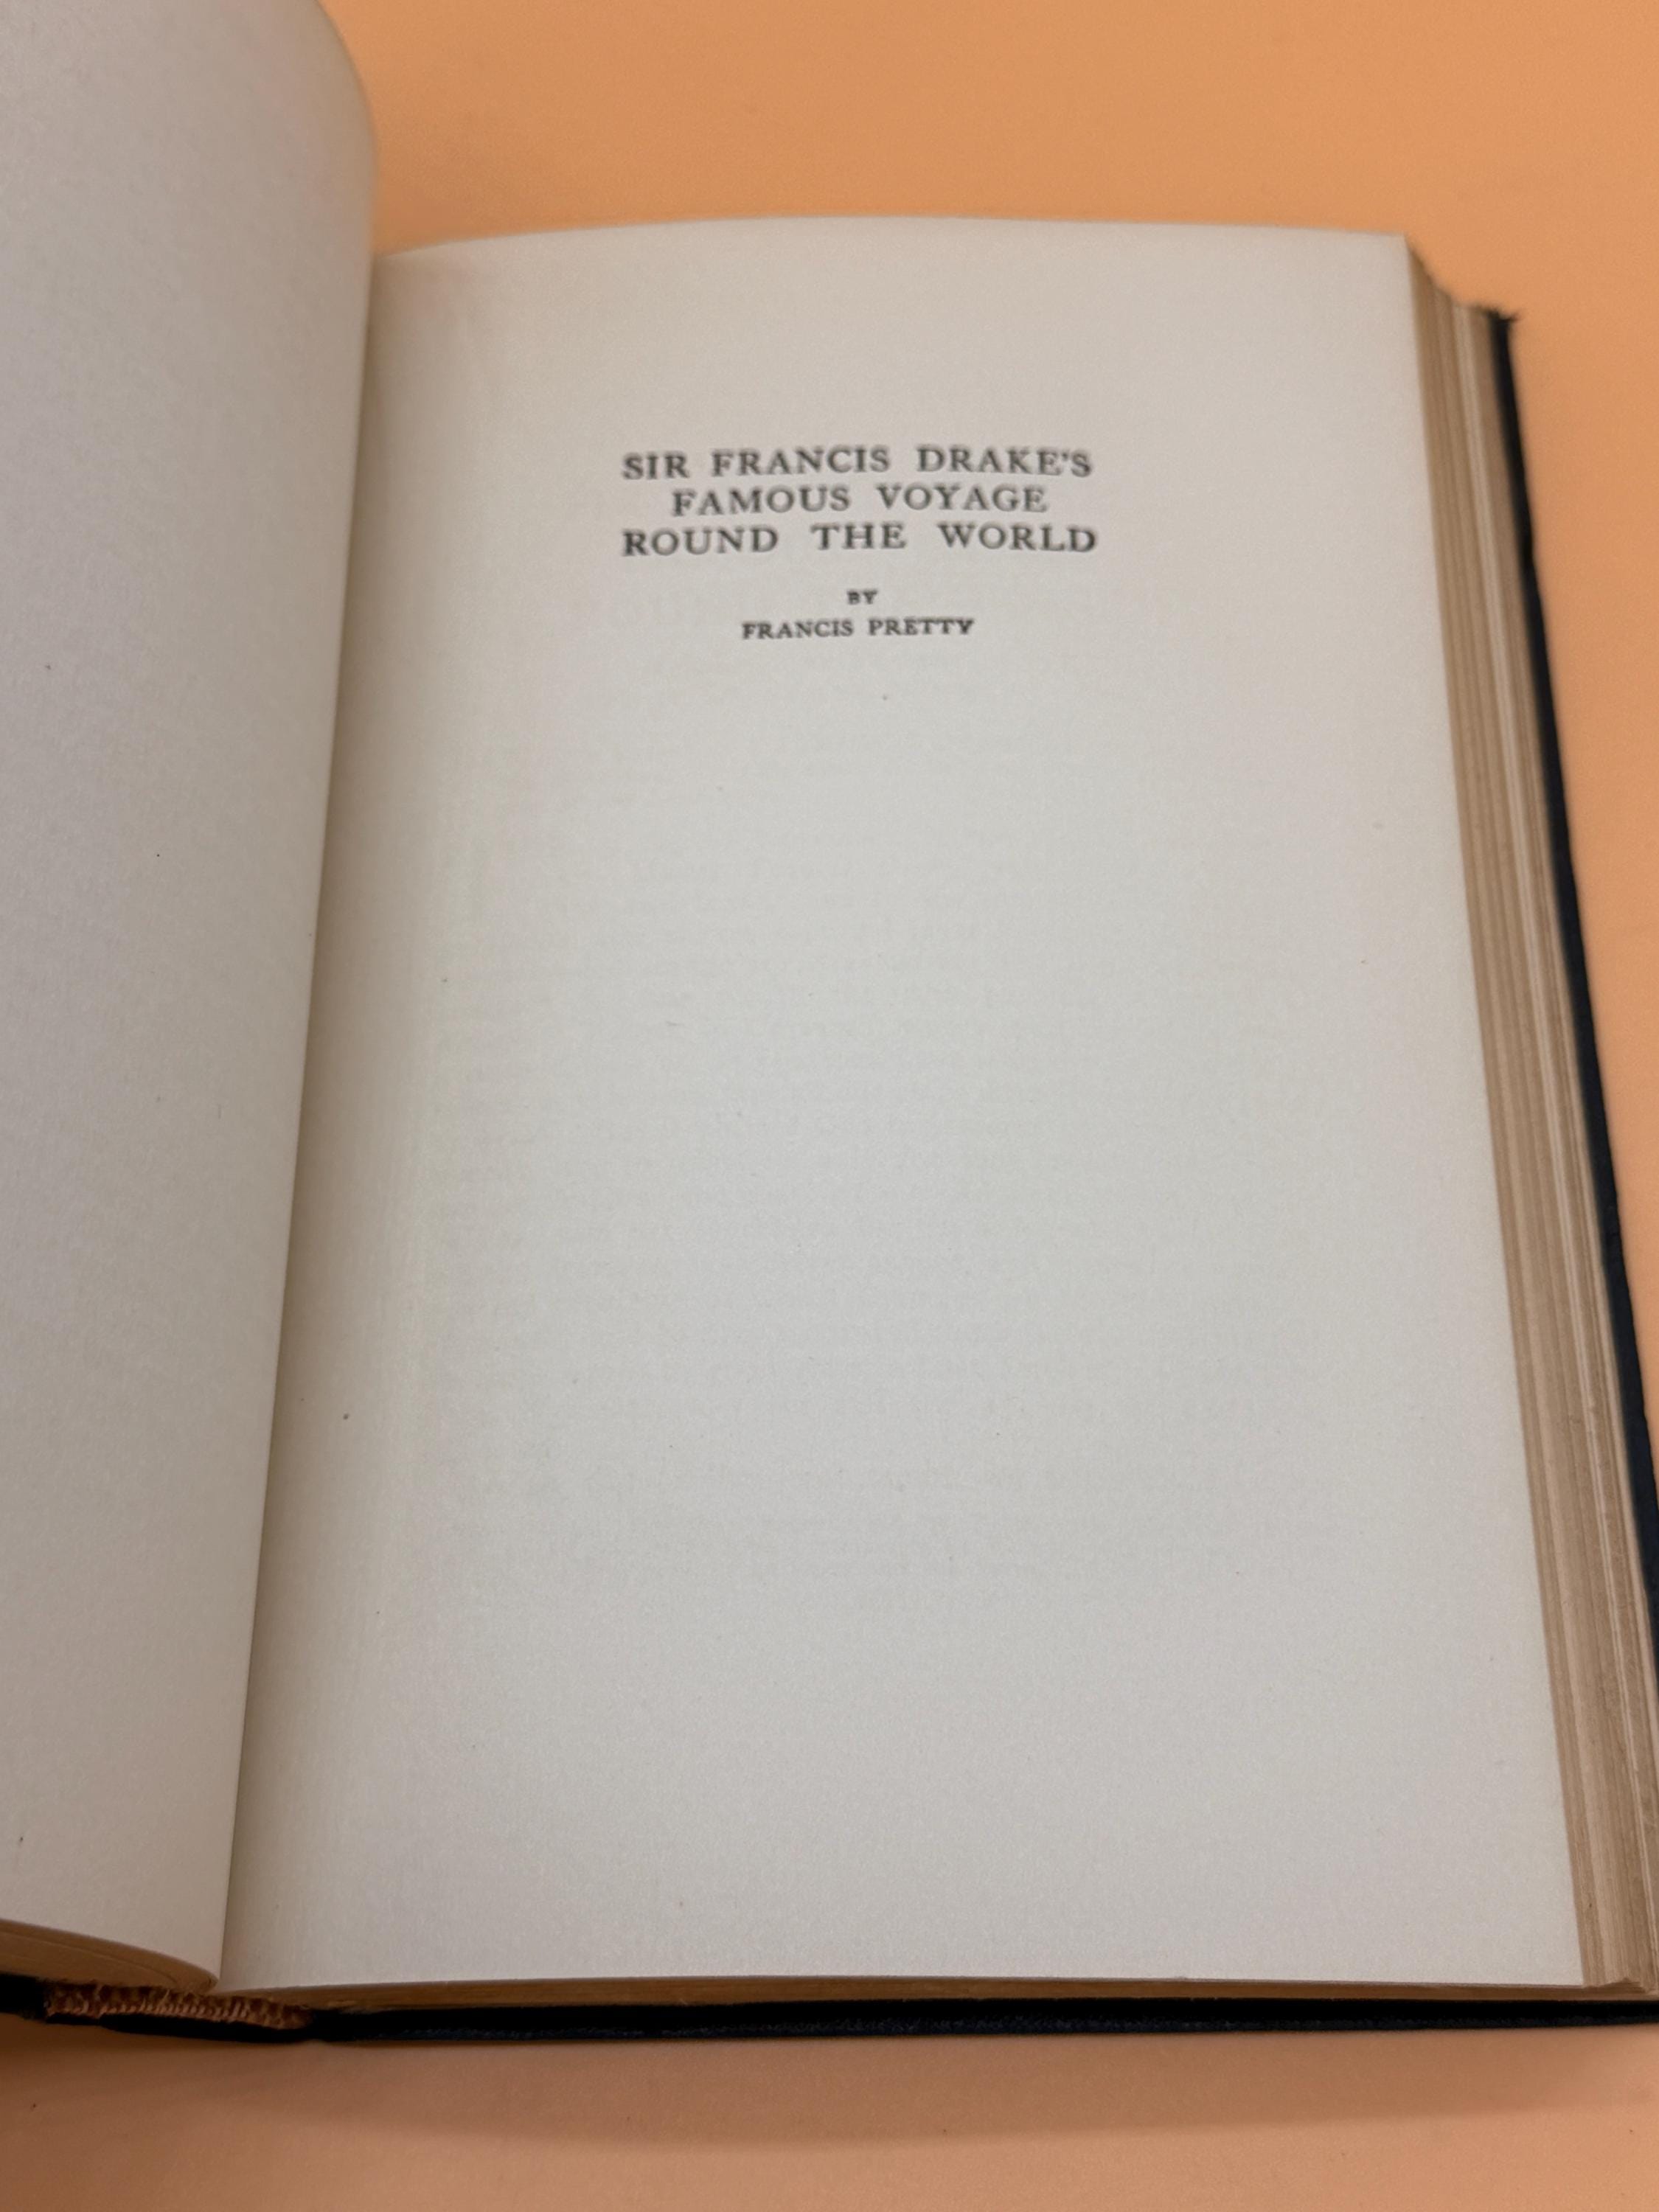 SIR FRANCIS DRAKE'S
FAMOUS VOYAGE
ROUND THE WORLD
BY
FRANCIS PRETTY